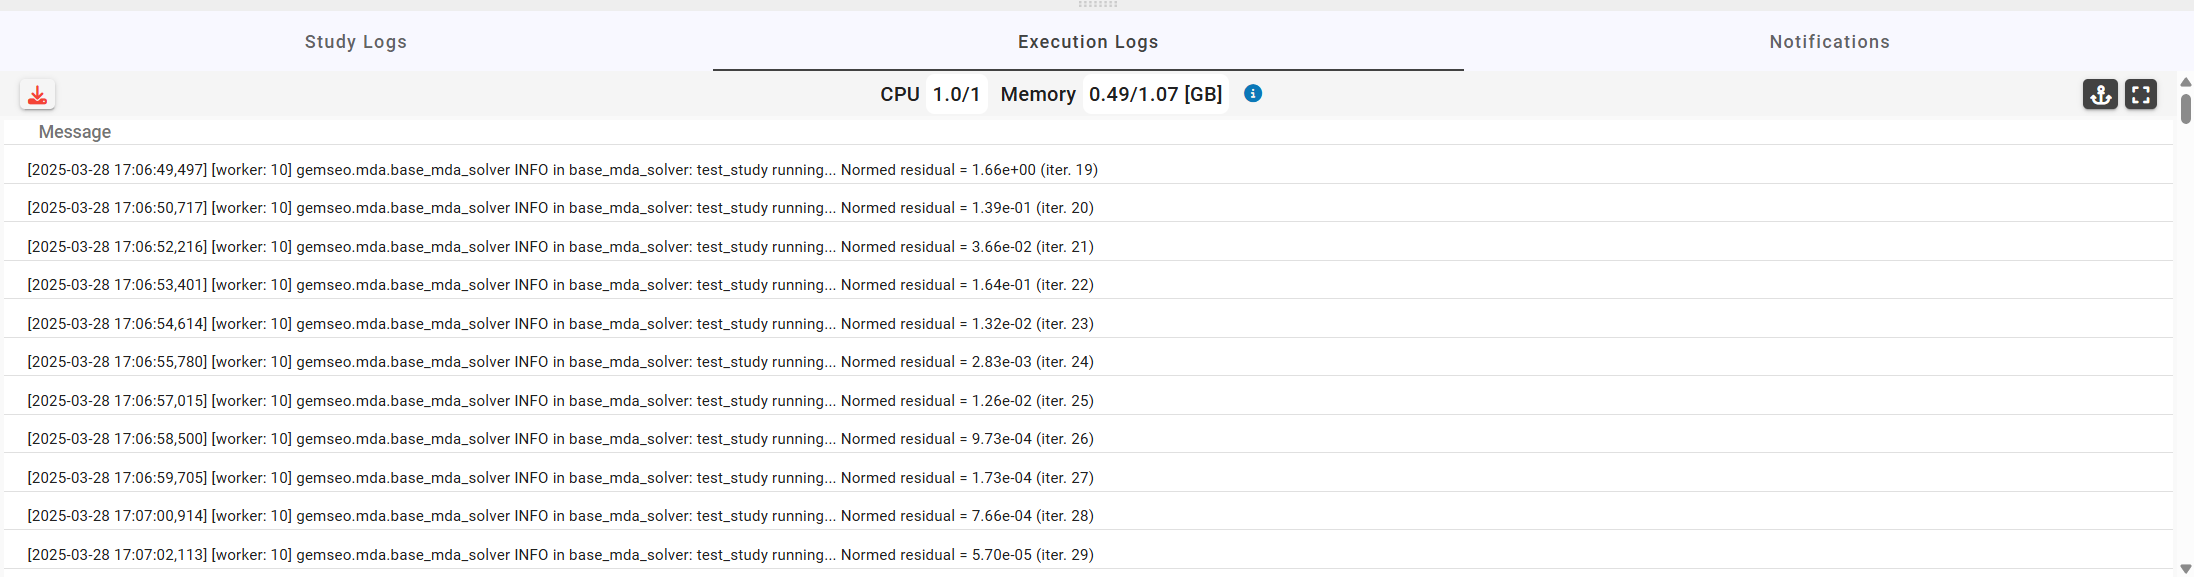 Study Logs Execution Logs Notifications
CPU 1.0/1 Memory 0.49/1.07 [GB]
Message
[2025-03-28 17:06:49,497] [worker: 10] gemseo.mda.base_mda_solver INFO in base_mda_solver: test_study running... Normed residual = 1.66e+00 (iter. 19)
[2025-03-28 17:06:50,717] [worker: 10] gemseo.mda.base_mda_solver INFO in base_mda_solver: test_study running... Normed residual = 1.39e-01 (iter. 20)
[2025-03-28 17:06:52,216] [worker: 10] gemseo.mda.base_mda_solver INFO in base_mda_solver: test_study running... Normed residual = 3.66e-02 (iter. 21)
[2025-03-28 17:06:53,401] [worker: 10] gemseo.mda.base_mda_solver INFO in base_mda_solver: test_study running... Normed residual = 1.64e-01 (iter. 22)
[2025-03-28 17:06:54,614] [worker: 10] gemseo.mda.base_mda_solver INFO in base_mda_solver: test_study running... Normed residual = 1.32e-02 (iter. 23)
[2025-03-28 17:06:55,780] [worker: 10] gemseo.mda.base_mda_solver INFO in base_mda_solver: test_study running... Normed residual = 2.83e-03 (iter. 24)
[2025-03-28 17:06:57,015] [worker: 10] gemseo.mda.base_mda_solver INFO in base_mda_solver: test_study running... Normed residual = 1.26e-02 (iter. 25)
[2025-03-28 17:06:58,500] [worker: 10] gemseo.mda.base_mda_solver INFO in base_mda_solver: test_study running... Normed residual = 9.73e-04 (iter. 26)
[2025-03-28 17:06:59,705] [worker: 10] gemseo.mda.base_mda_solver INFO in base_mda_solver: test_study running... Normed residual = 1.73e-04 (iter. 27)
[2025-03-28 17:07:00,914] [worker: 10] gemseo.mda.base_mda_solver INFO in base_mda_solver: test_study running... Normed residual = 7.66e-04 (iter. 28)
[2025-03-28 17:07:02,113] [worker: 10] gemseo.mda.base_mda_solver INFO in base_mda_solver: test_study running... Normed residual = 5.70e-05 (iter. 29)